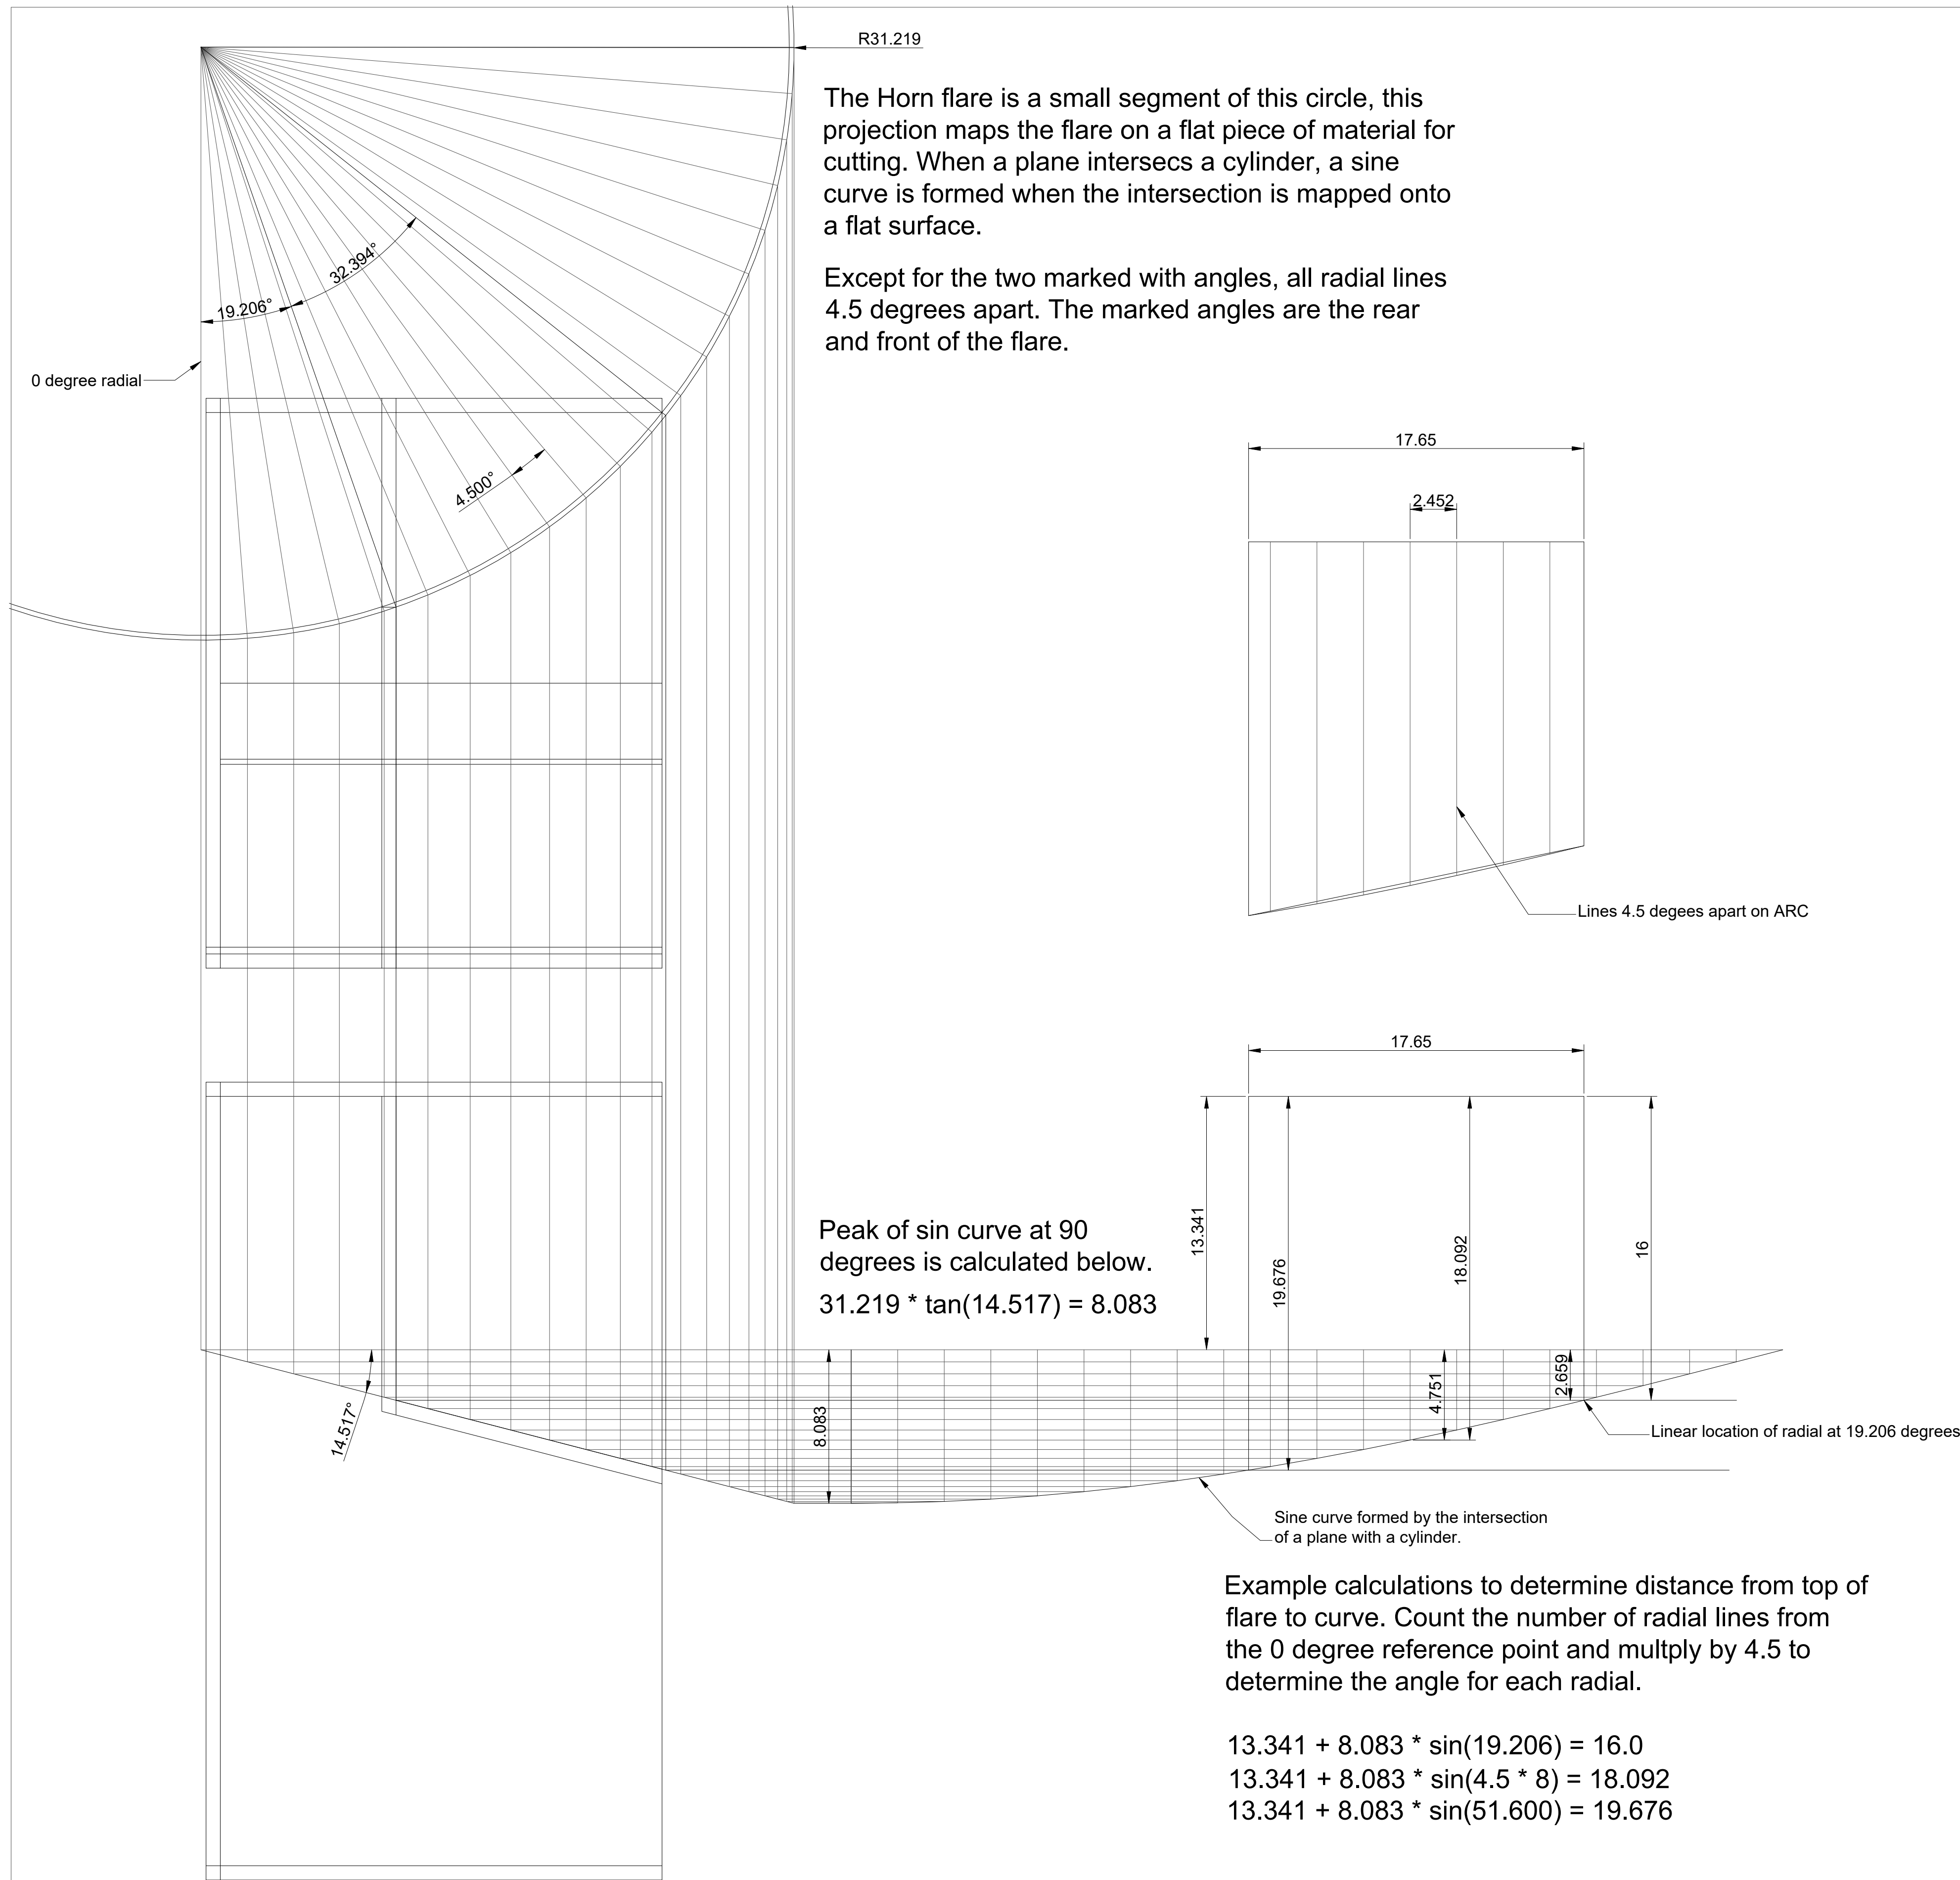 R31.219
The Horn flare is a small segment of this circle, this
projection maps the flare on a flat piece of material for
cutting. When a plane intersecs a cylinder, a sine
curve is formed when the intersection is mapped onto
a flat surface.
Except for the two marked with angles, all radial lines
4.5 degrees apart. The marked angles are the rear
and front of the flare.
32.394°
19.206°
0 degree radial
4.500°
17.65
2.452
Lines 4.5 degees apart on ARC
17.65
13.341
19.676
18.092
16
Peak of sin curve at 90
degrees is calculated below.
31.219 * tan(14.517) = 8.083
14.517°
8.083
4.751
2.659
Linear location of radial at 19.206 degrees
Sine curve formed by the intersection
of a plane with a cylinder.
Example calculations to determine distance from top of
flare to curve. Count the number of radial lines from
the 0 degree reference point and multply by 4.5 to
determine the angle for each radial.
13.341 + 8.083 * sin(19.206) = 16.0
13.341 + 8.083 * sin(4.5 * 8) = 18.092
13.341 + 8.083 * sin(51.600) = 19.676